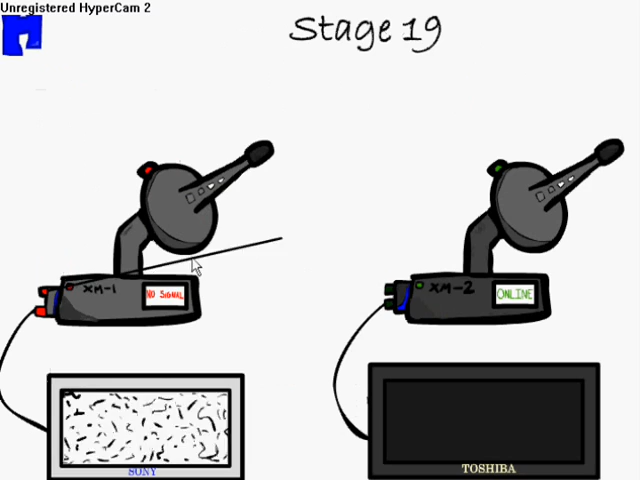 Unregistered HyperCam 2
Stage 19
XM-1
NO SIGNAL
XM-2
ONLINE
SONY
TOSHIBA